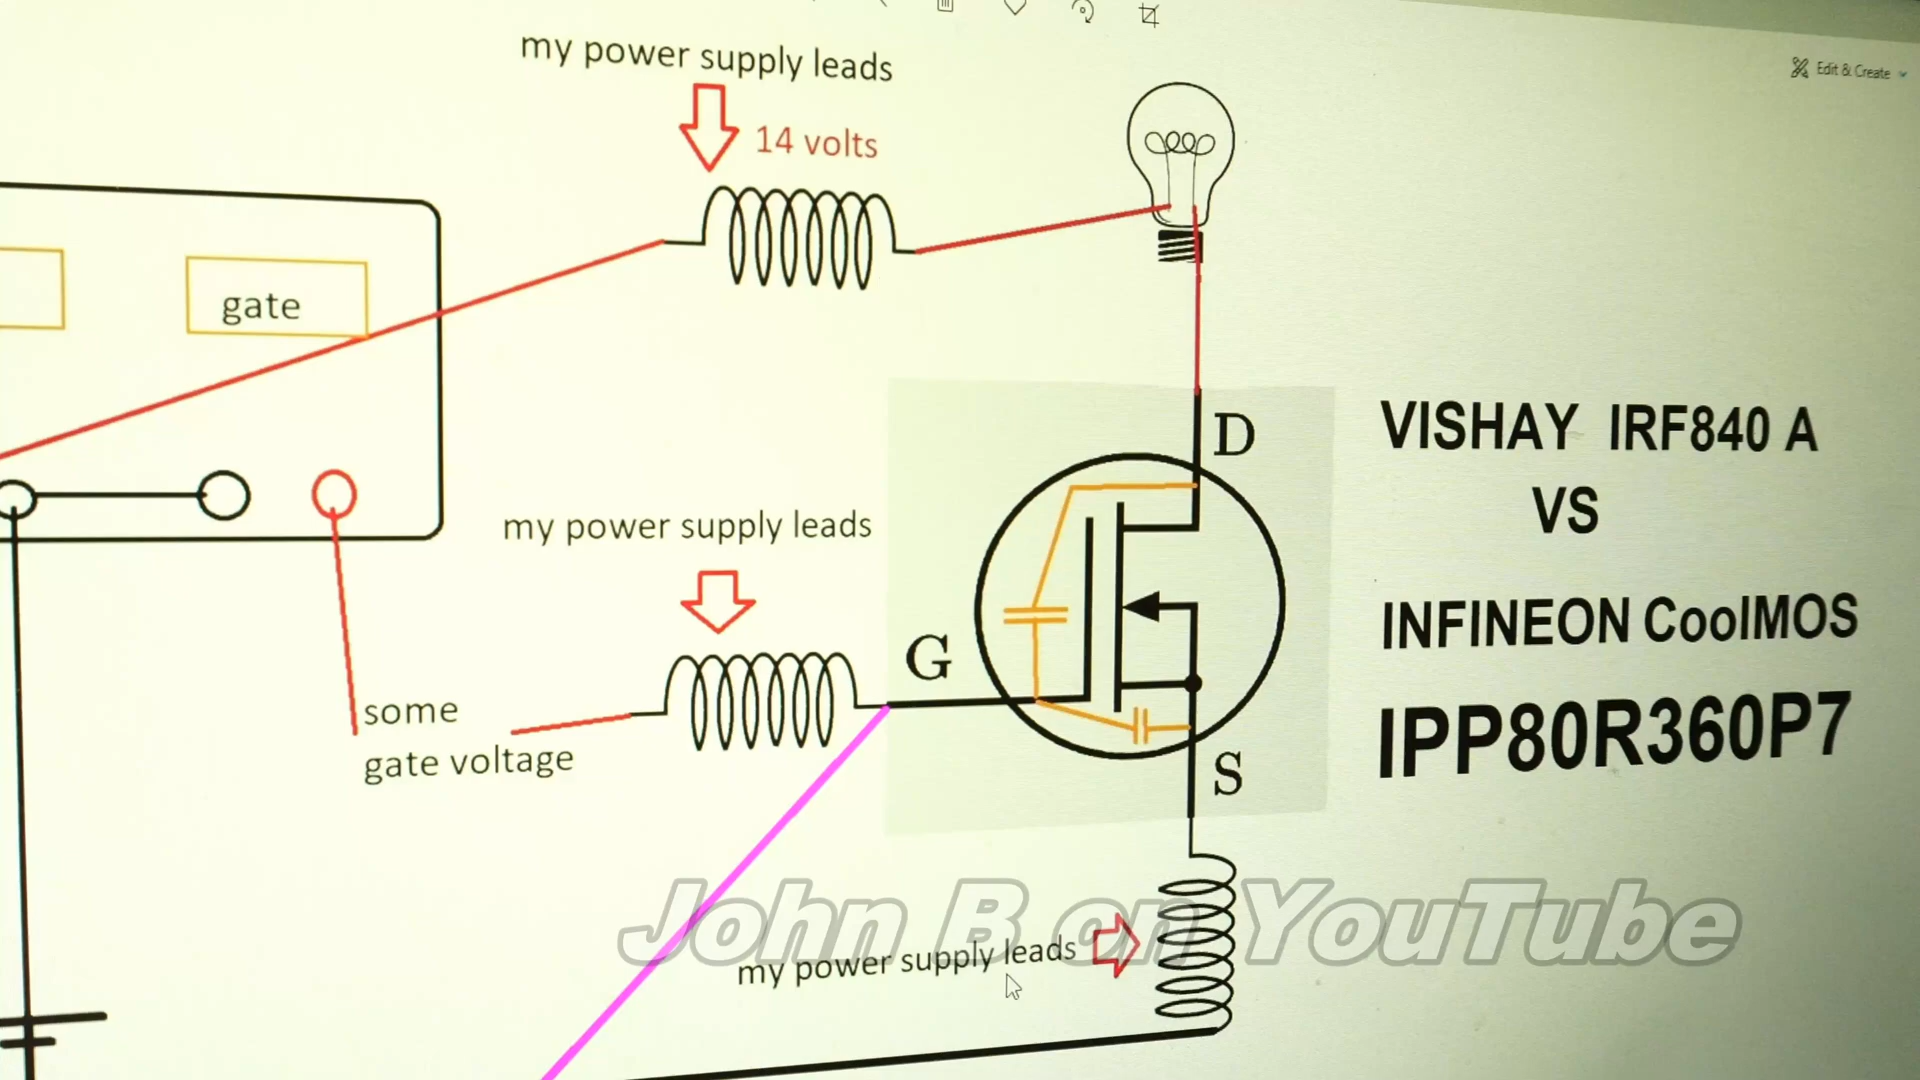 my power supply leads
Edit & Create
14 volts
gate
D
VISHAY IRF840 A
VS
my power supply leads
INFINEON CoolMOS
G
some
gate voltage
IPP80R360P7
S
John B on YouTube
my power supply leads